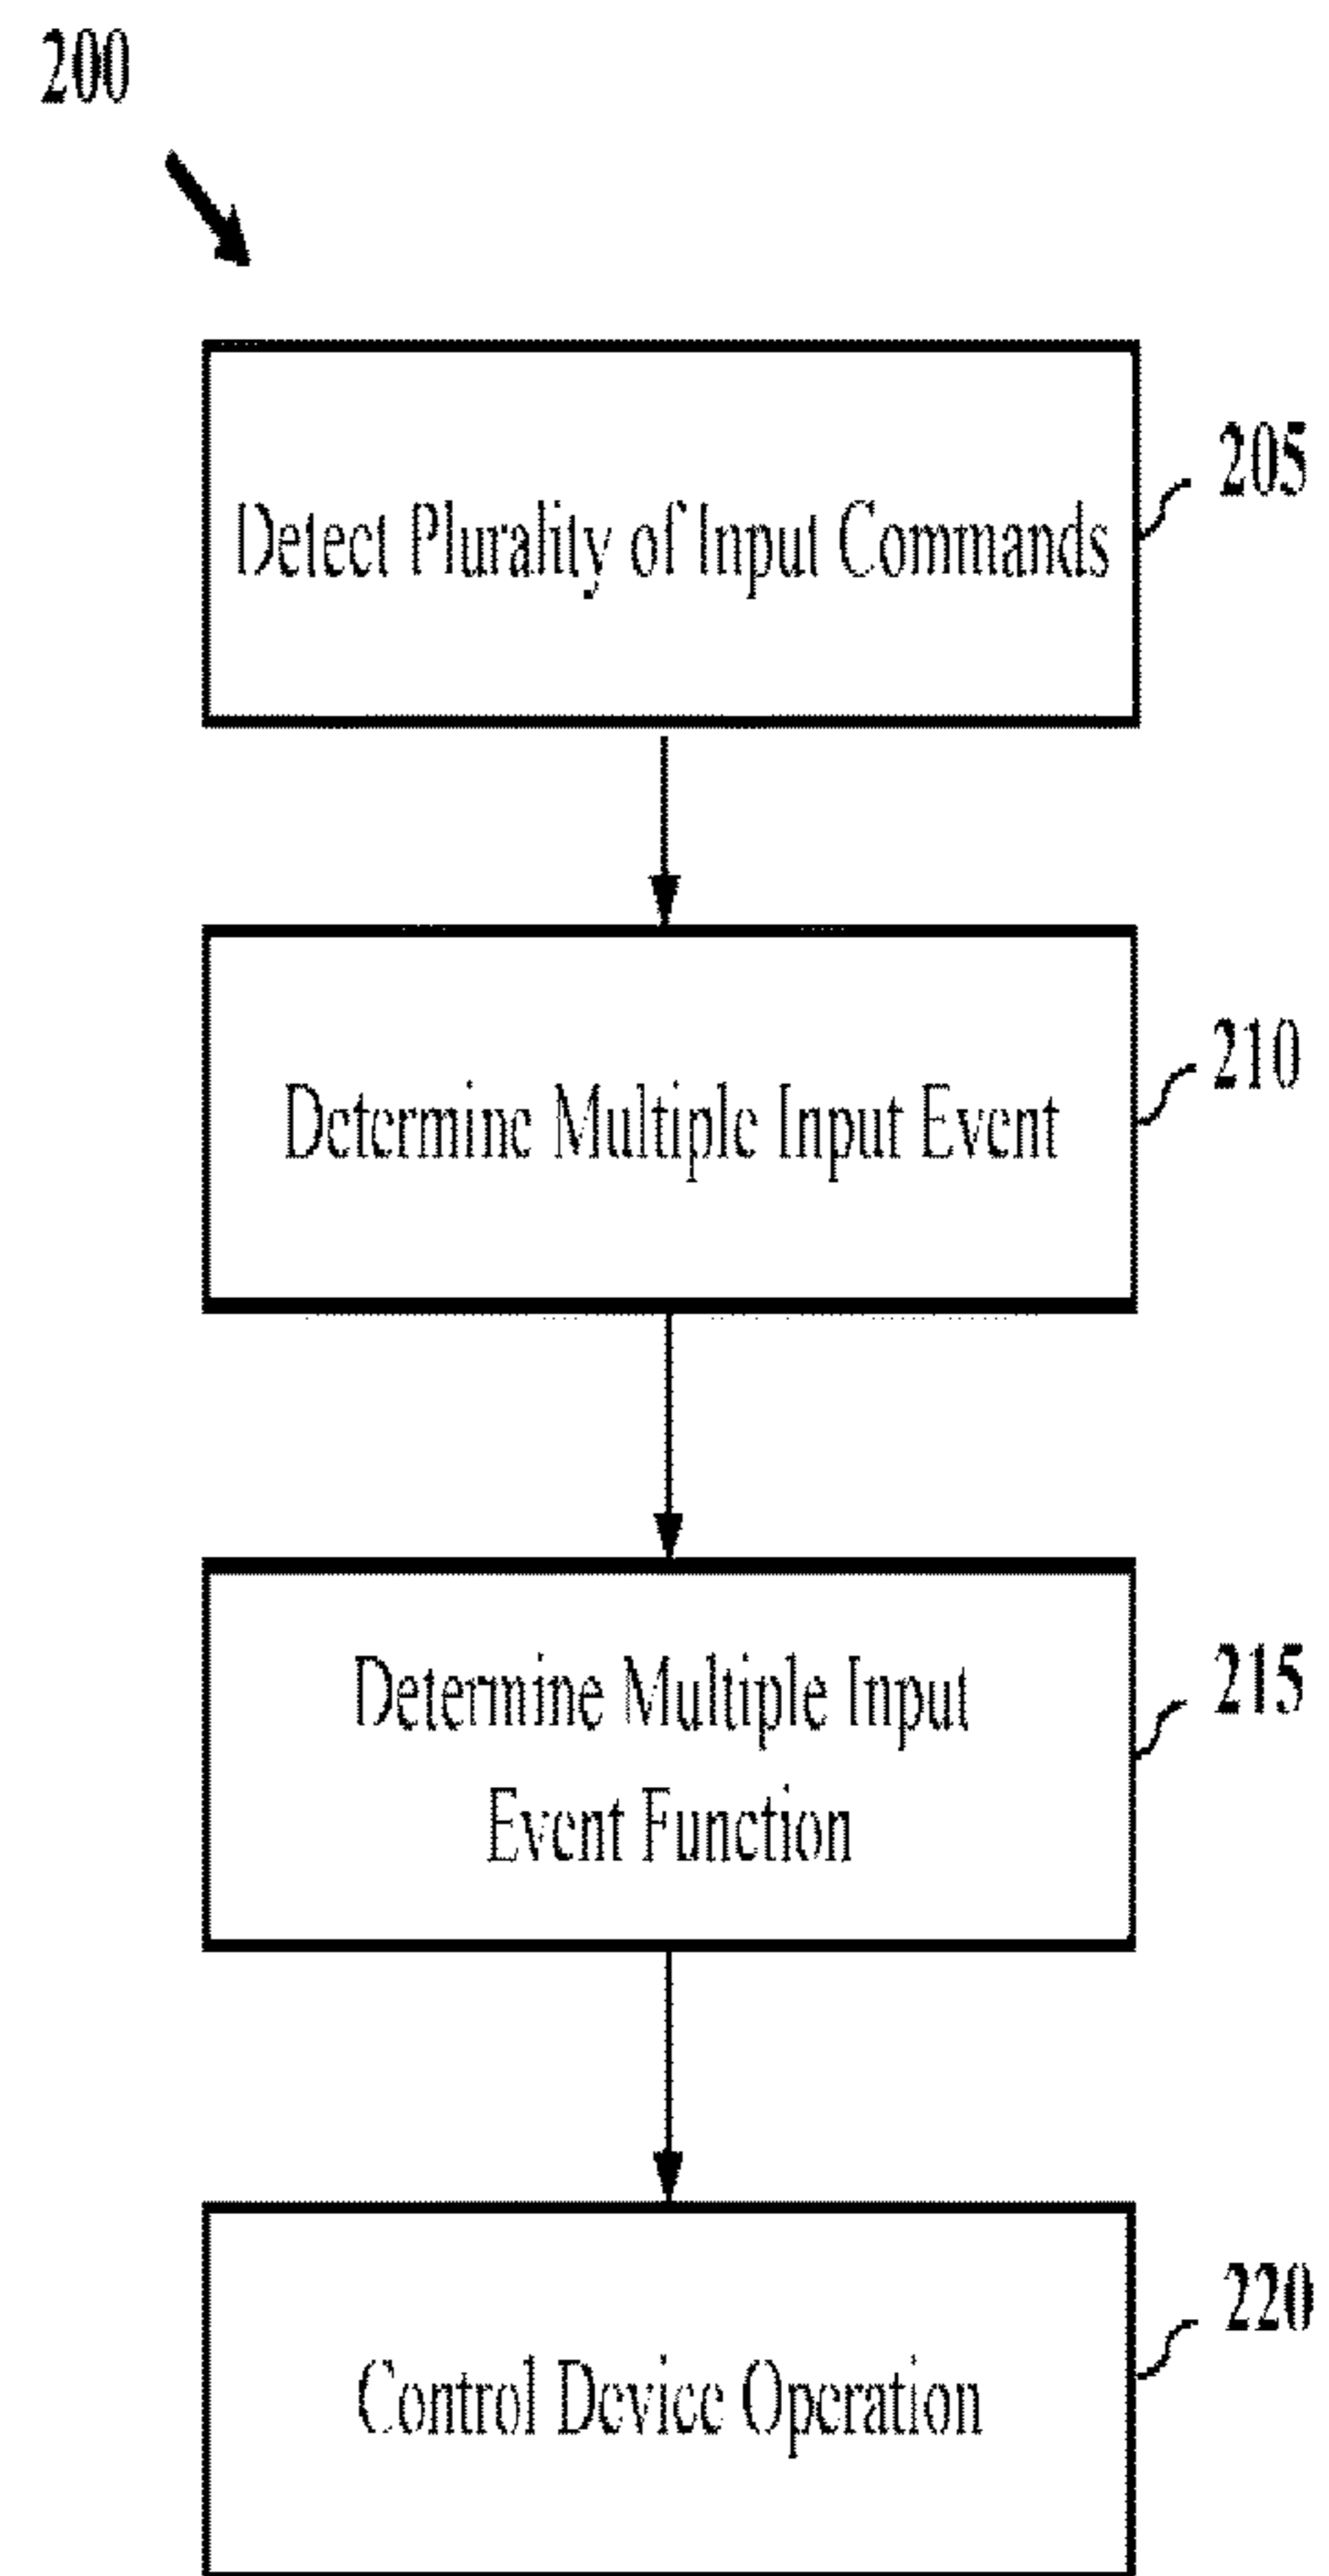 200
Detect Plurality of Input Commands
205
Determine Multiple Input Event
210
Determine Multiple Input
Event Function
215
Control Device Operation
220